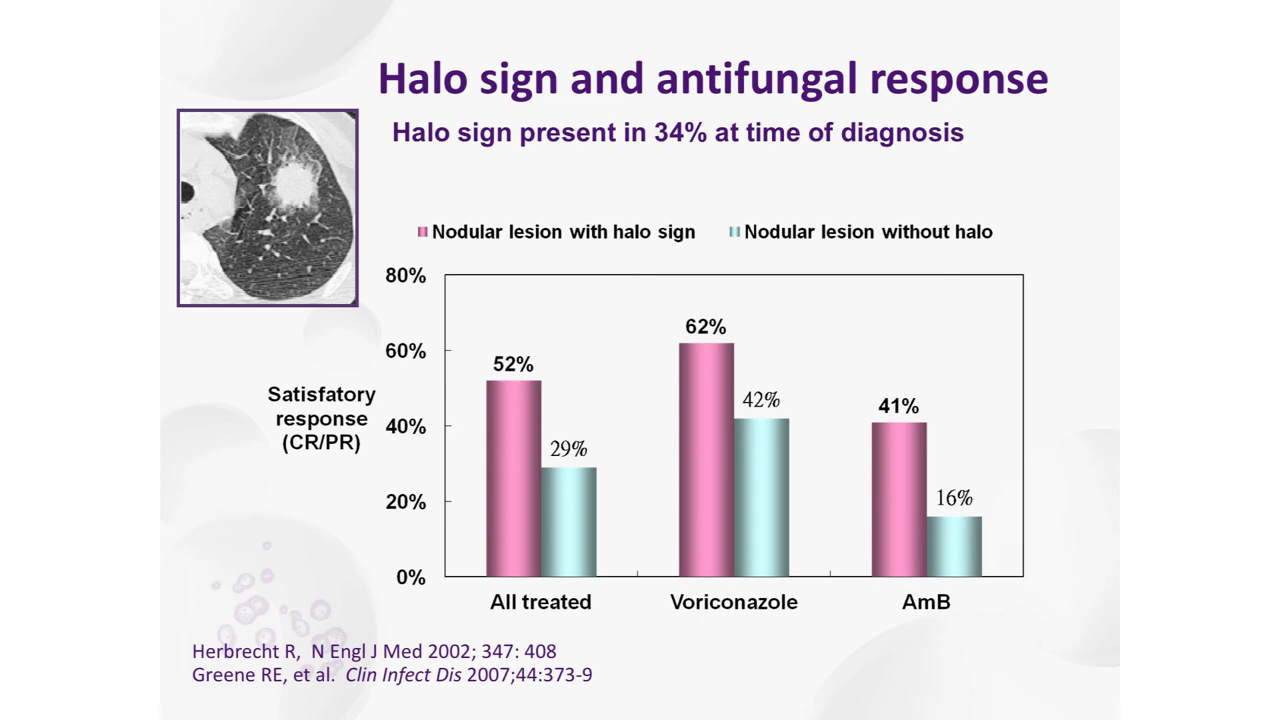 Halo sign and antifungal response
Halo sign present in 34% at time of diagnosis
Nodular lesion with halo sign
Nodular lesion without halo
80%
60%
40%
20%
0%
Satisfatory
response
(CR/PR)
52%
29%
62%
42%
41%
16%
All treated
Voriconazole
AmB
Herbrecht R, N Engl J Med 2002; 347: 408
Greene RE, et al. Clin Infect Dis 2007;44:373-9